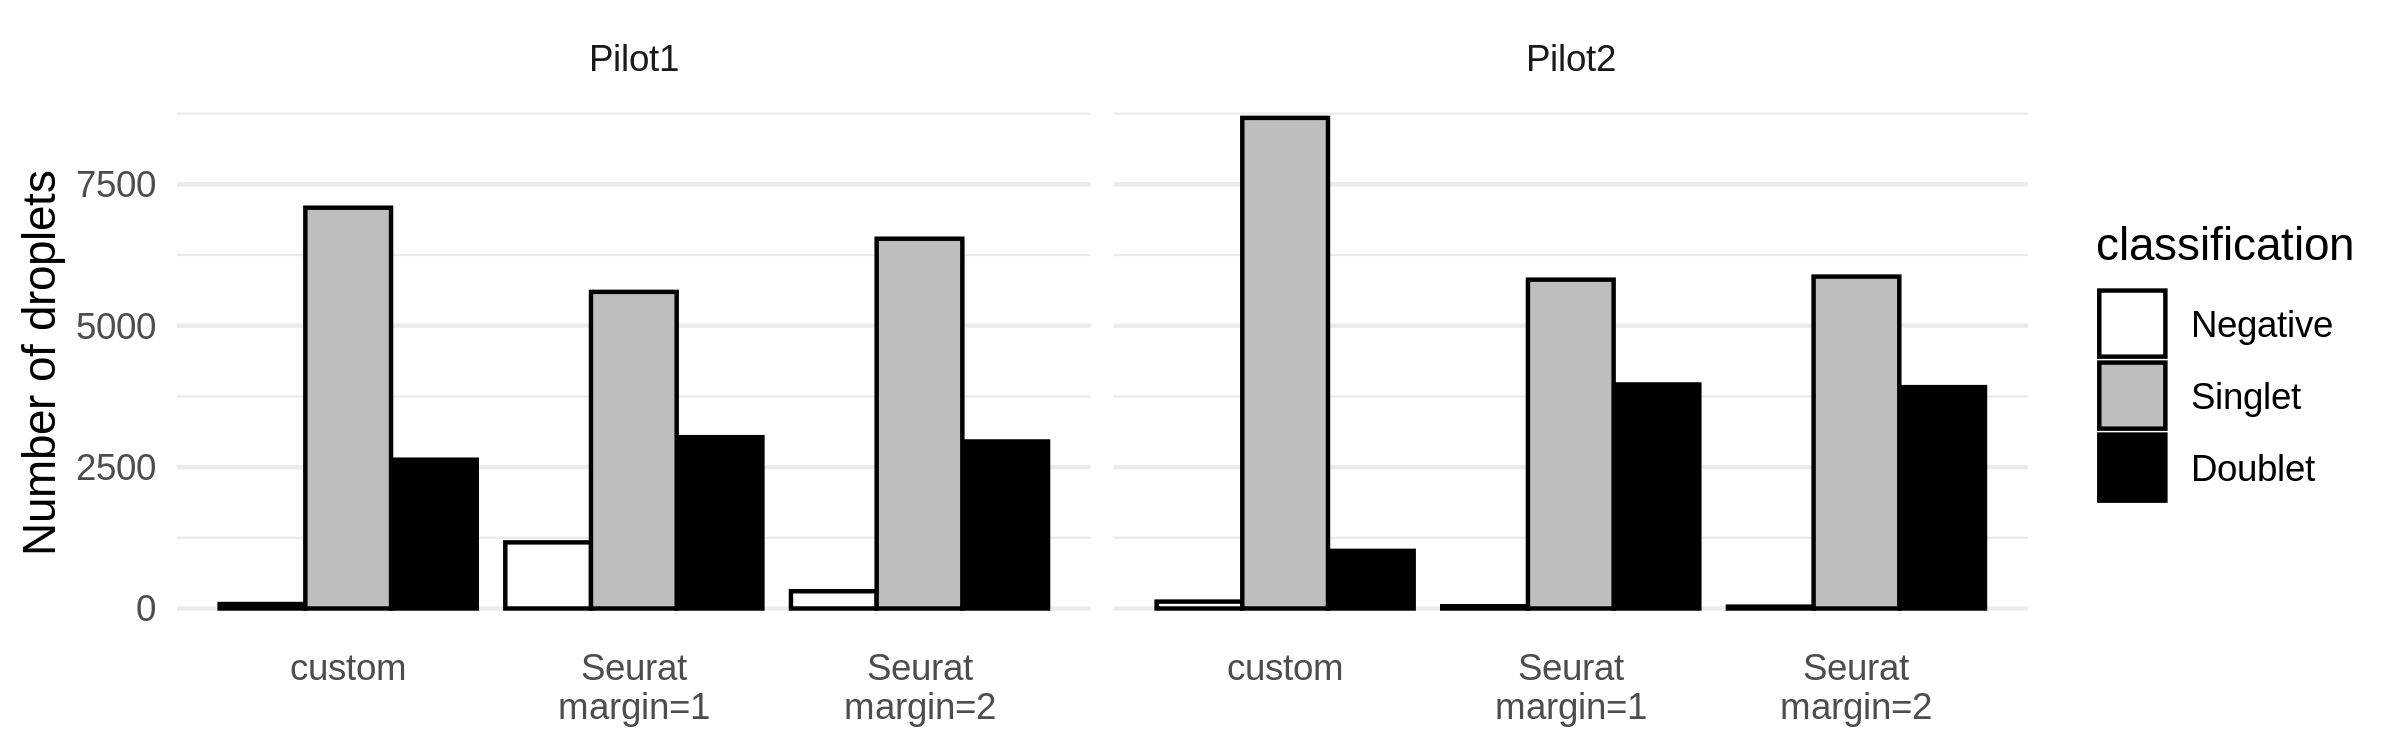 Pilot1
Pilot2
Number of droplets
7500
5000
2500
0
custom
Seurat
margin=1
Seurat
margin=2
custom
Seurat
margin=1
Seurat
margin=2
classification
Negative
Singlet
Doublet